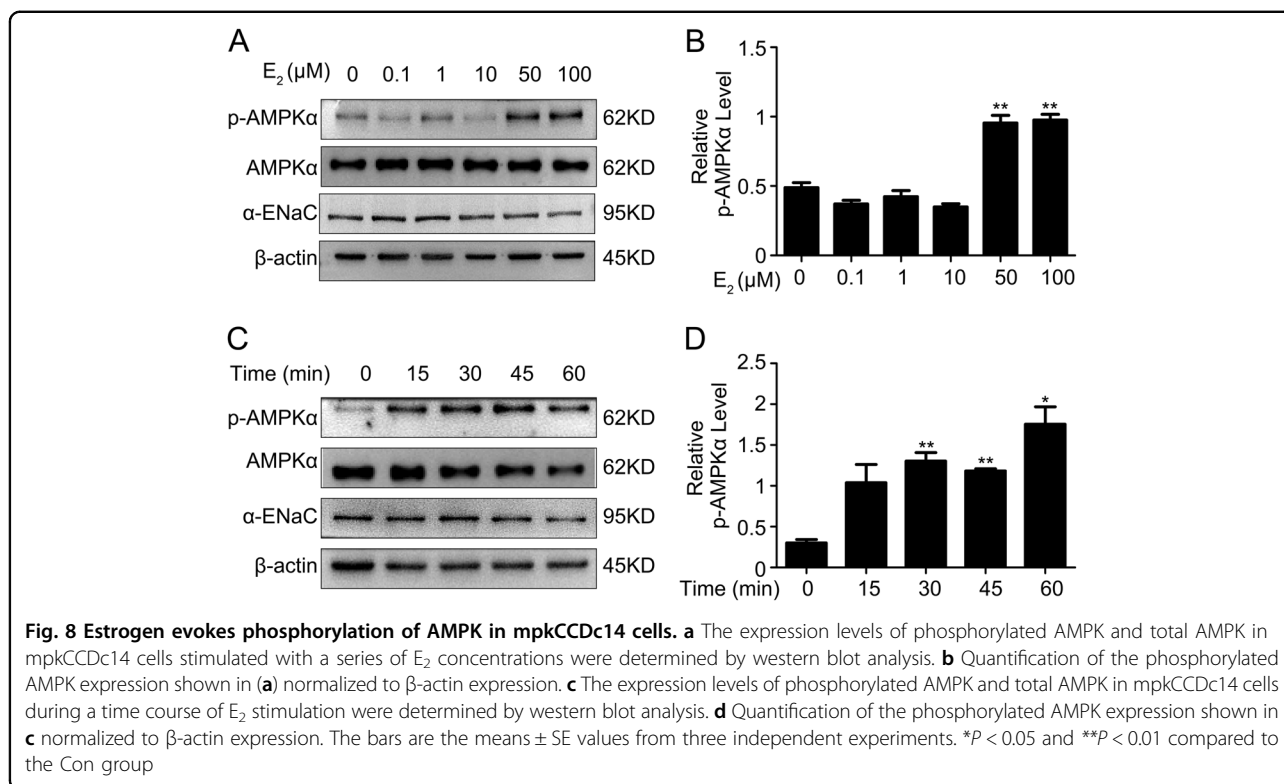 A
E₂ (µM) 0 0.1 1 10 50 100
p-AMPKα 62KD
AMPKα 62KD
α-ENaC 95KD
β-actin 45KD
B
Relative
p-AMPKα Level
1.5
1
0.5
0
** **
E₂ (µM) 0 0.1 1 10 50 100
C
Time (min) 0 15 30 45 60
p-AMPKα 62KD
AMPKα 62KD
α-ENaC 95KD
β-actin 45KD
D
Relative
p-AMPKα Level
2.5
2
1.5
1
0.5
0
** ** *
Time (min) 0 15 30 45 60
Fig. 8 Estrogen evokes phosphorylation of AMPK in mpkCCDc14 cells. a The expression levels of phosphorylated AMPK and total AMPK in
mpkCCDc14 cells stimulated with a series of E₂ concentrations were determined by western blot analysis. b Quantification of the phosphorylated
AMPK expression shown in (a) normalized to β-actin expression. c The expression levels of phosphorylated AMPK and total AMPK in mpkCCDc14 cells
during a time course of E₂ stimulation were determined by western blot analysis. d Quantification of the phosphorylated AMPK expression shown in
c normalized to β-actin expression. The bars are the means ± SE values from three independent experiments. *P < 0.05 and **P < 0.01 compared to
the Con group